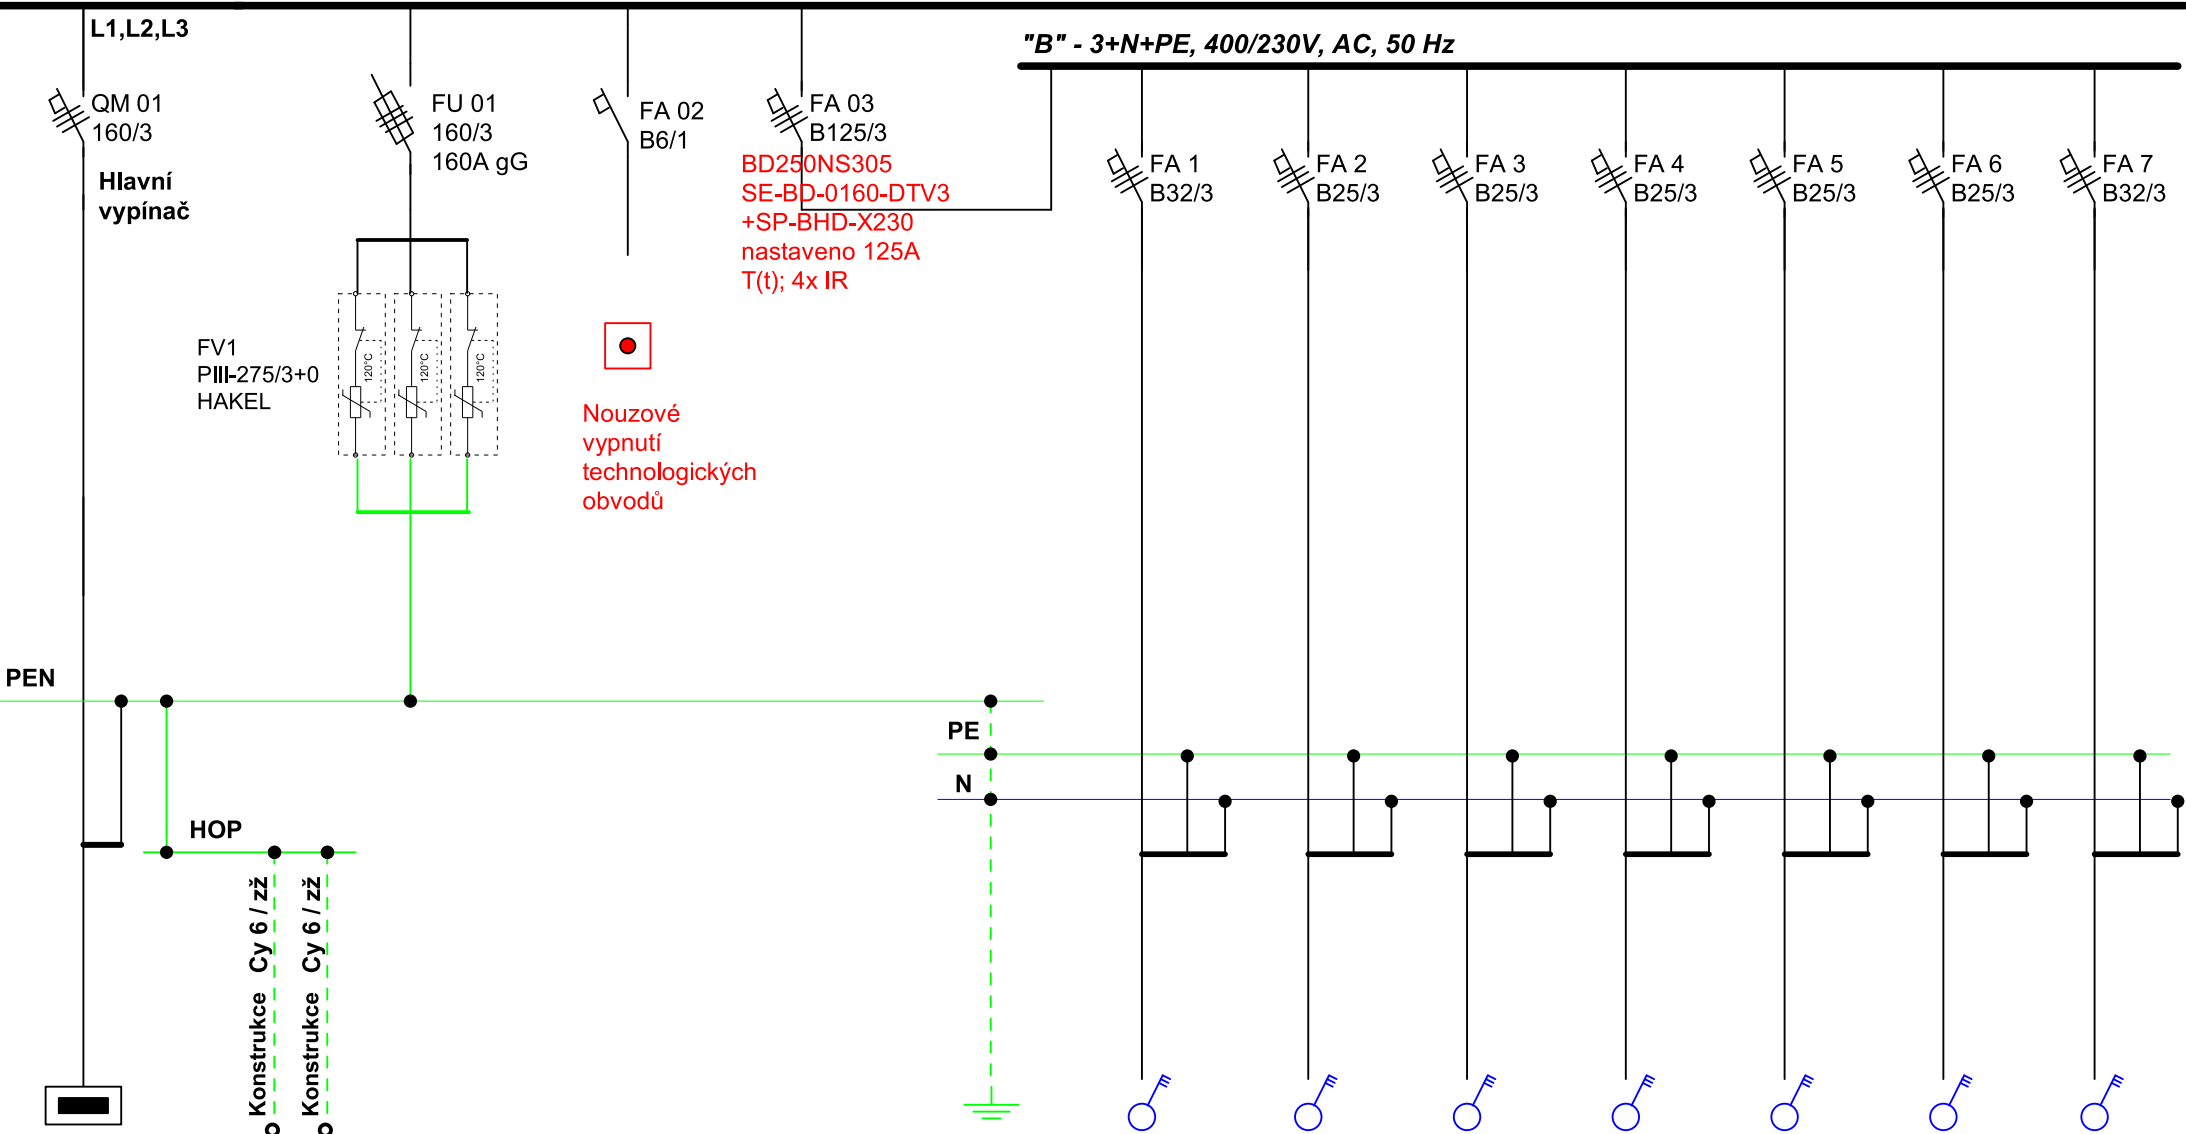 L1,L2,L3
"B" - 3+N+PE, 400/230V, AC, 50 Hz
QM 01
160/3
Hlavní
vypínač
FU 01
160/3
160A gG
FA 02
B6/1
FA 03
B125/3
BD250NS305
SE-BD-0160-DTV3
+SP-BHD-X230
nastaveno 125A
T(t); 4x IR
FA 1
B32/3
FA 2
B25/3
FA 3
B25/3
FA 4
B25/3
FA 5
B25/3
FA 6
B25/3
FA 7
B32/3
FV1
PIII-275/3+0
HAKEL
120°C
120°C
120°C
Nouzové
vypnutí
technologických
obvodů
PEN
PE
N
HOP
Konstrukce Cy 6 / zž
Konstrukce Cy 6 / zž